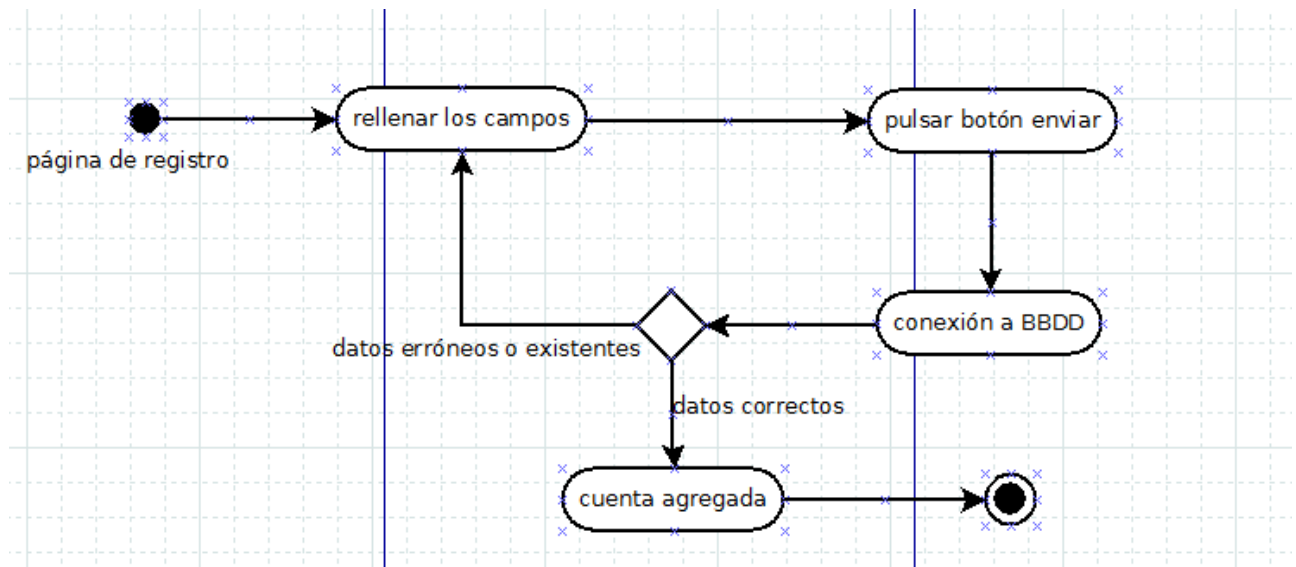 rellenar los campos
pulsar botón enviar
página de registro
conexión a BBDD
datos erróneos o existentes
datos correctos
cuenta agregada